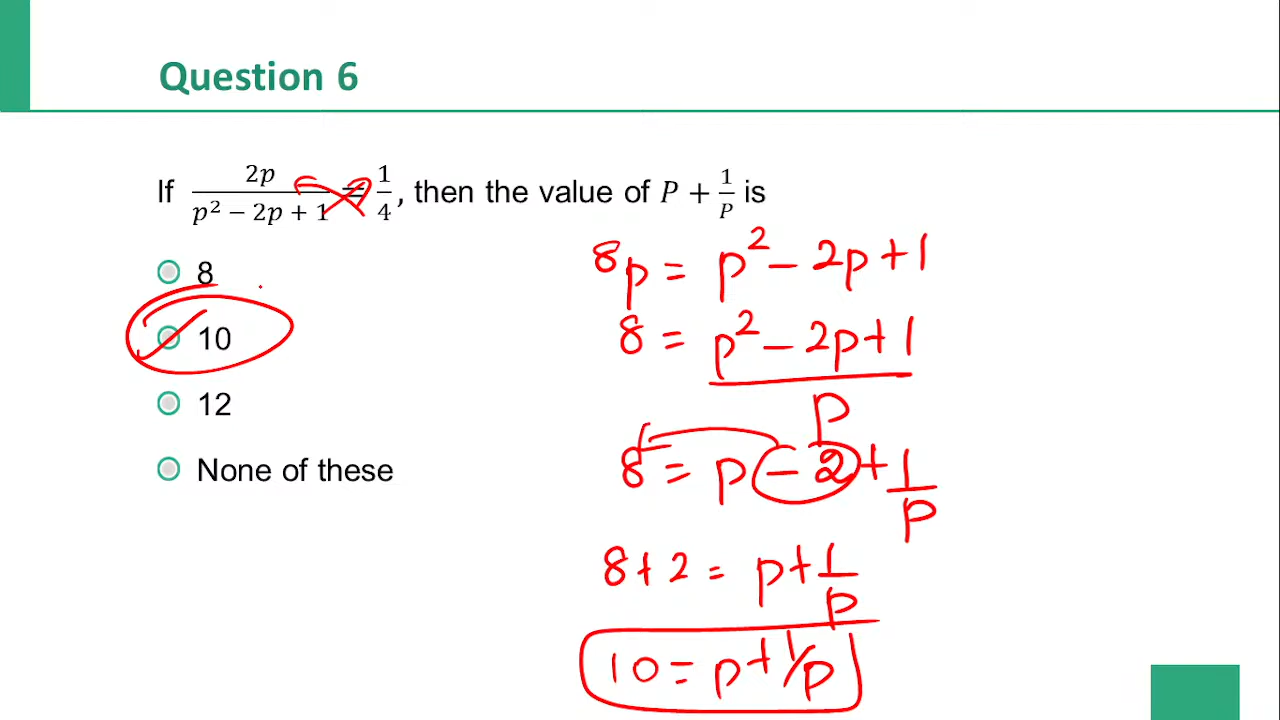 Question 6
If 2p / (p² − 2p + 1) = 1/4, then the value of P + 1/P is
8
10
12
None of these
8p = p² − 2p + 1
8 = p² − 2p + 1
p
8 = p − 2 + 1/p
8 + 2 = p + 1/p
10 = p + 1/p